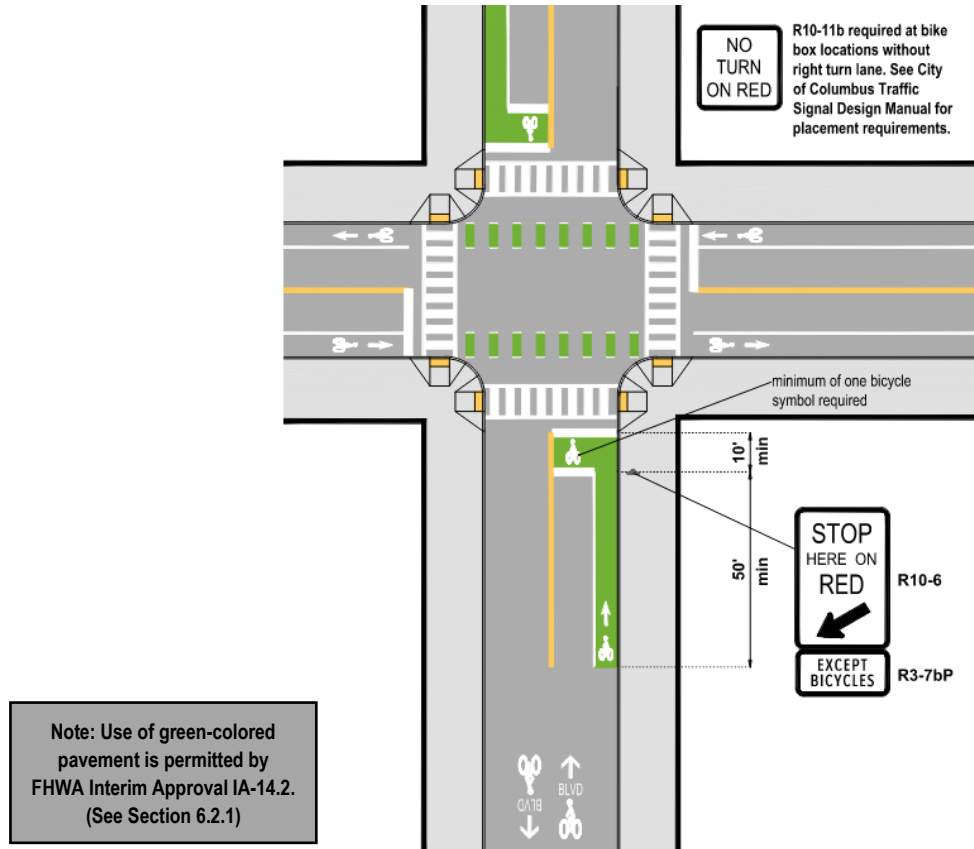 NO
TURN
ON RED
R10-11b required at bike
box locations without
right turn lane. See City
of Columbus Traffic
Signal Design Manual for
placement requirements.
minimum of one bicycle
symbol required
10'
min
50'
min
STOP
HERE ON
RED
R10-6
EXCEPT
BICYCLES
R3-7bP
BLVD
BLVD
Note: Use of green-colored
pavement is permitted by
FHWA Interim Approval IA-14.2.
(See Section 6.2.1)